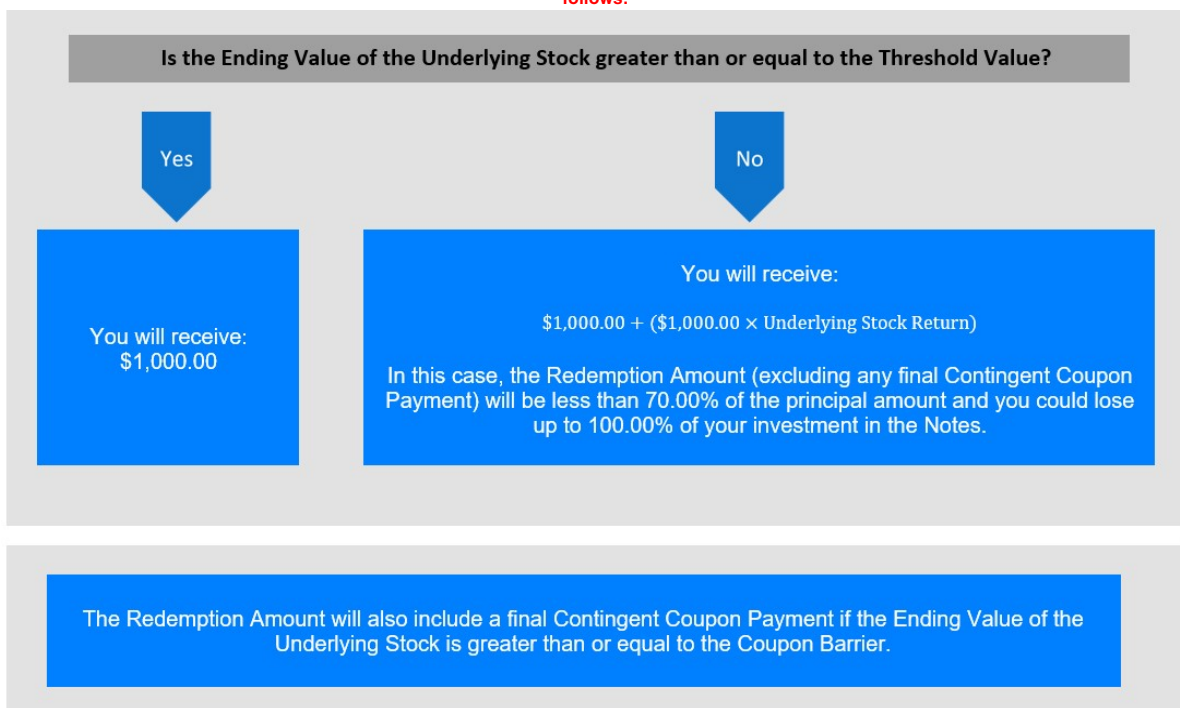 follows:
Is the Ending Value of the Underlying Stock greater than or equal to the Threshold Value?
Yes
No
You will receive:
$1,000.00
You will receive:
$1,000.00 + ($1,000.00 × Underlying Stock Return)
In this case, the Redemption Amount (excluding any final Contingent Coupon
Payment) will be less than 70.00% of the principal amount and you could lose
up to 100.00% of your investment in the Notes.
The Redemption Amount will also include a final Contingent Coupon Payment if the Ending Value of the
Underlying Stock is greater than or equal to the Coupon Barrier.